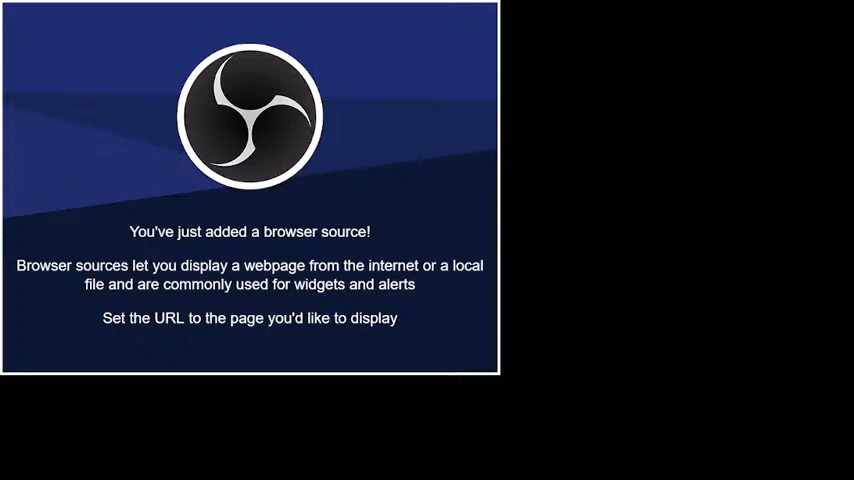 You've just added a browser source!
Browser sources let you display a webpage from the internet or a local
file and are commonly used for widgets and alerts
Set the URL to the page you'd like to display